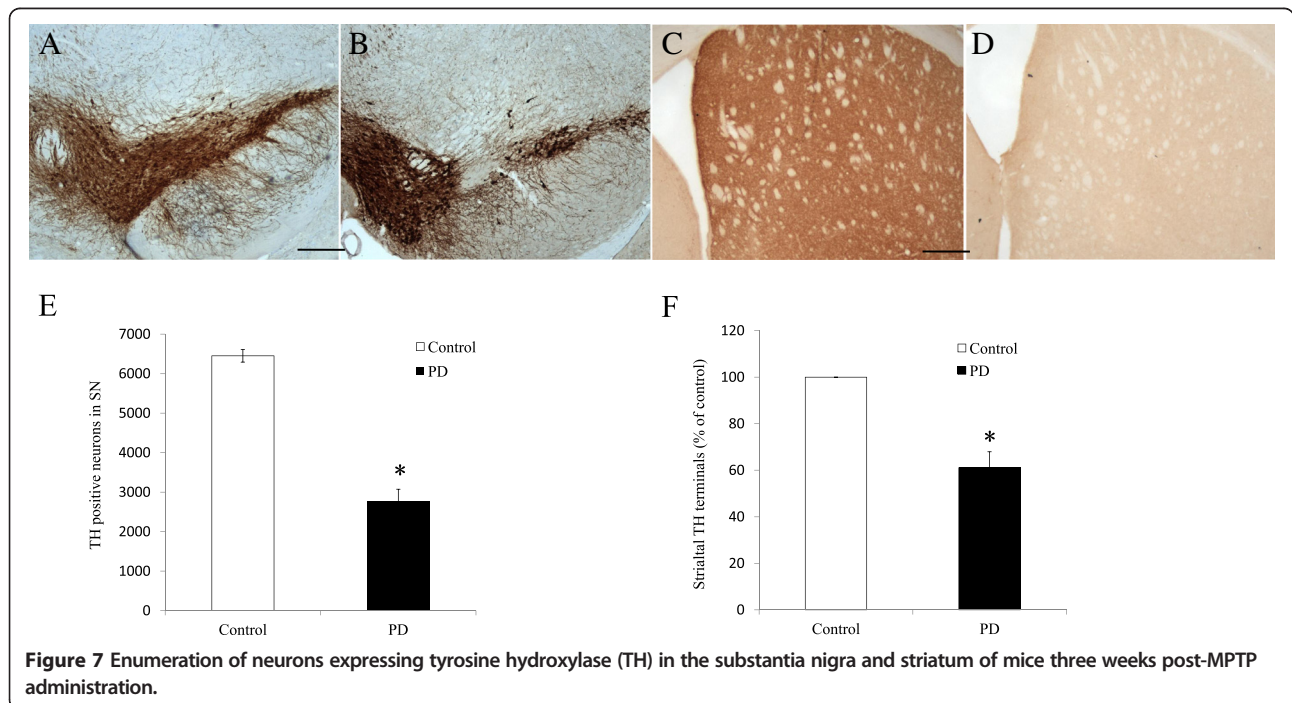 A
B
C
D
E
F
7000
6000
5000
4000
3000
2000
1000
0
TH positive neurons in SN
Control
PD
*
Control
PD
120
100
80
60
40
20
0
Strialtal TH terminals (% of control)
Control
PD
*
Control
PD
Figure 7 Enumeration of neurons expressing tyrosine hydroxylase (TH) in the substantia nigra and striatum of mice three weeks post-MPTP
administration.